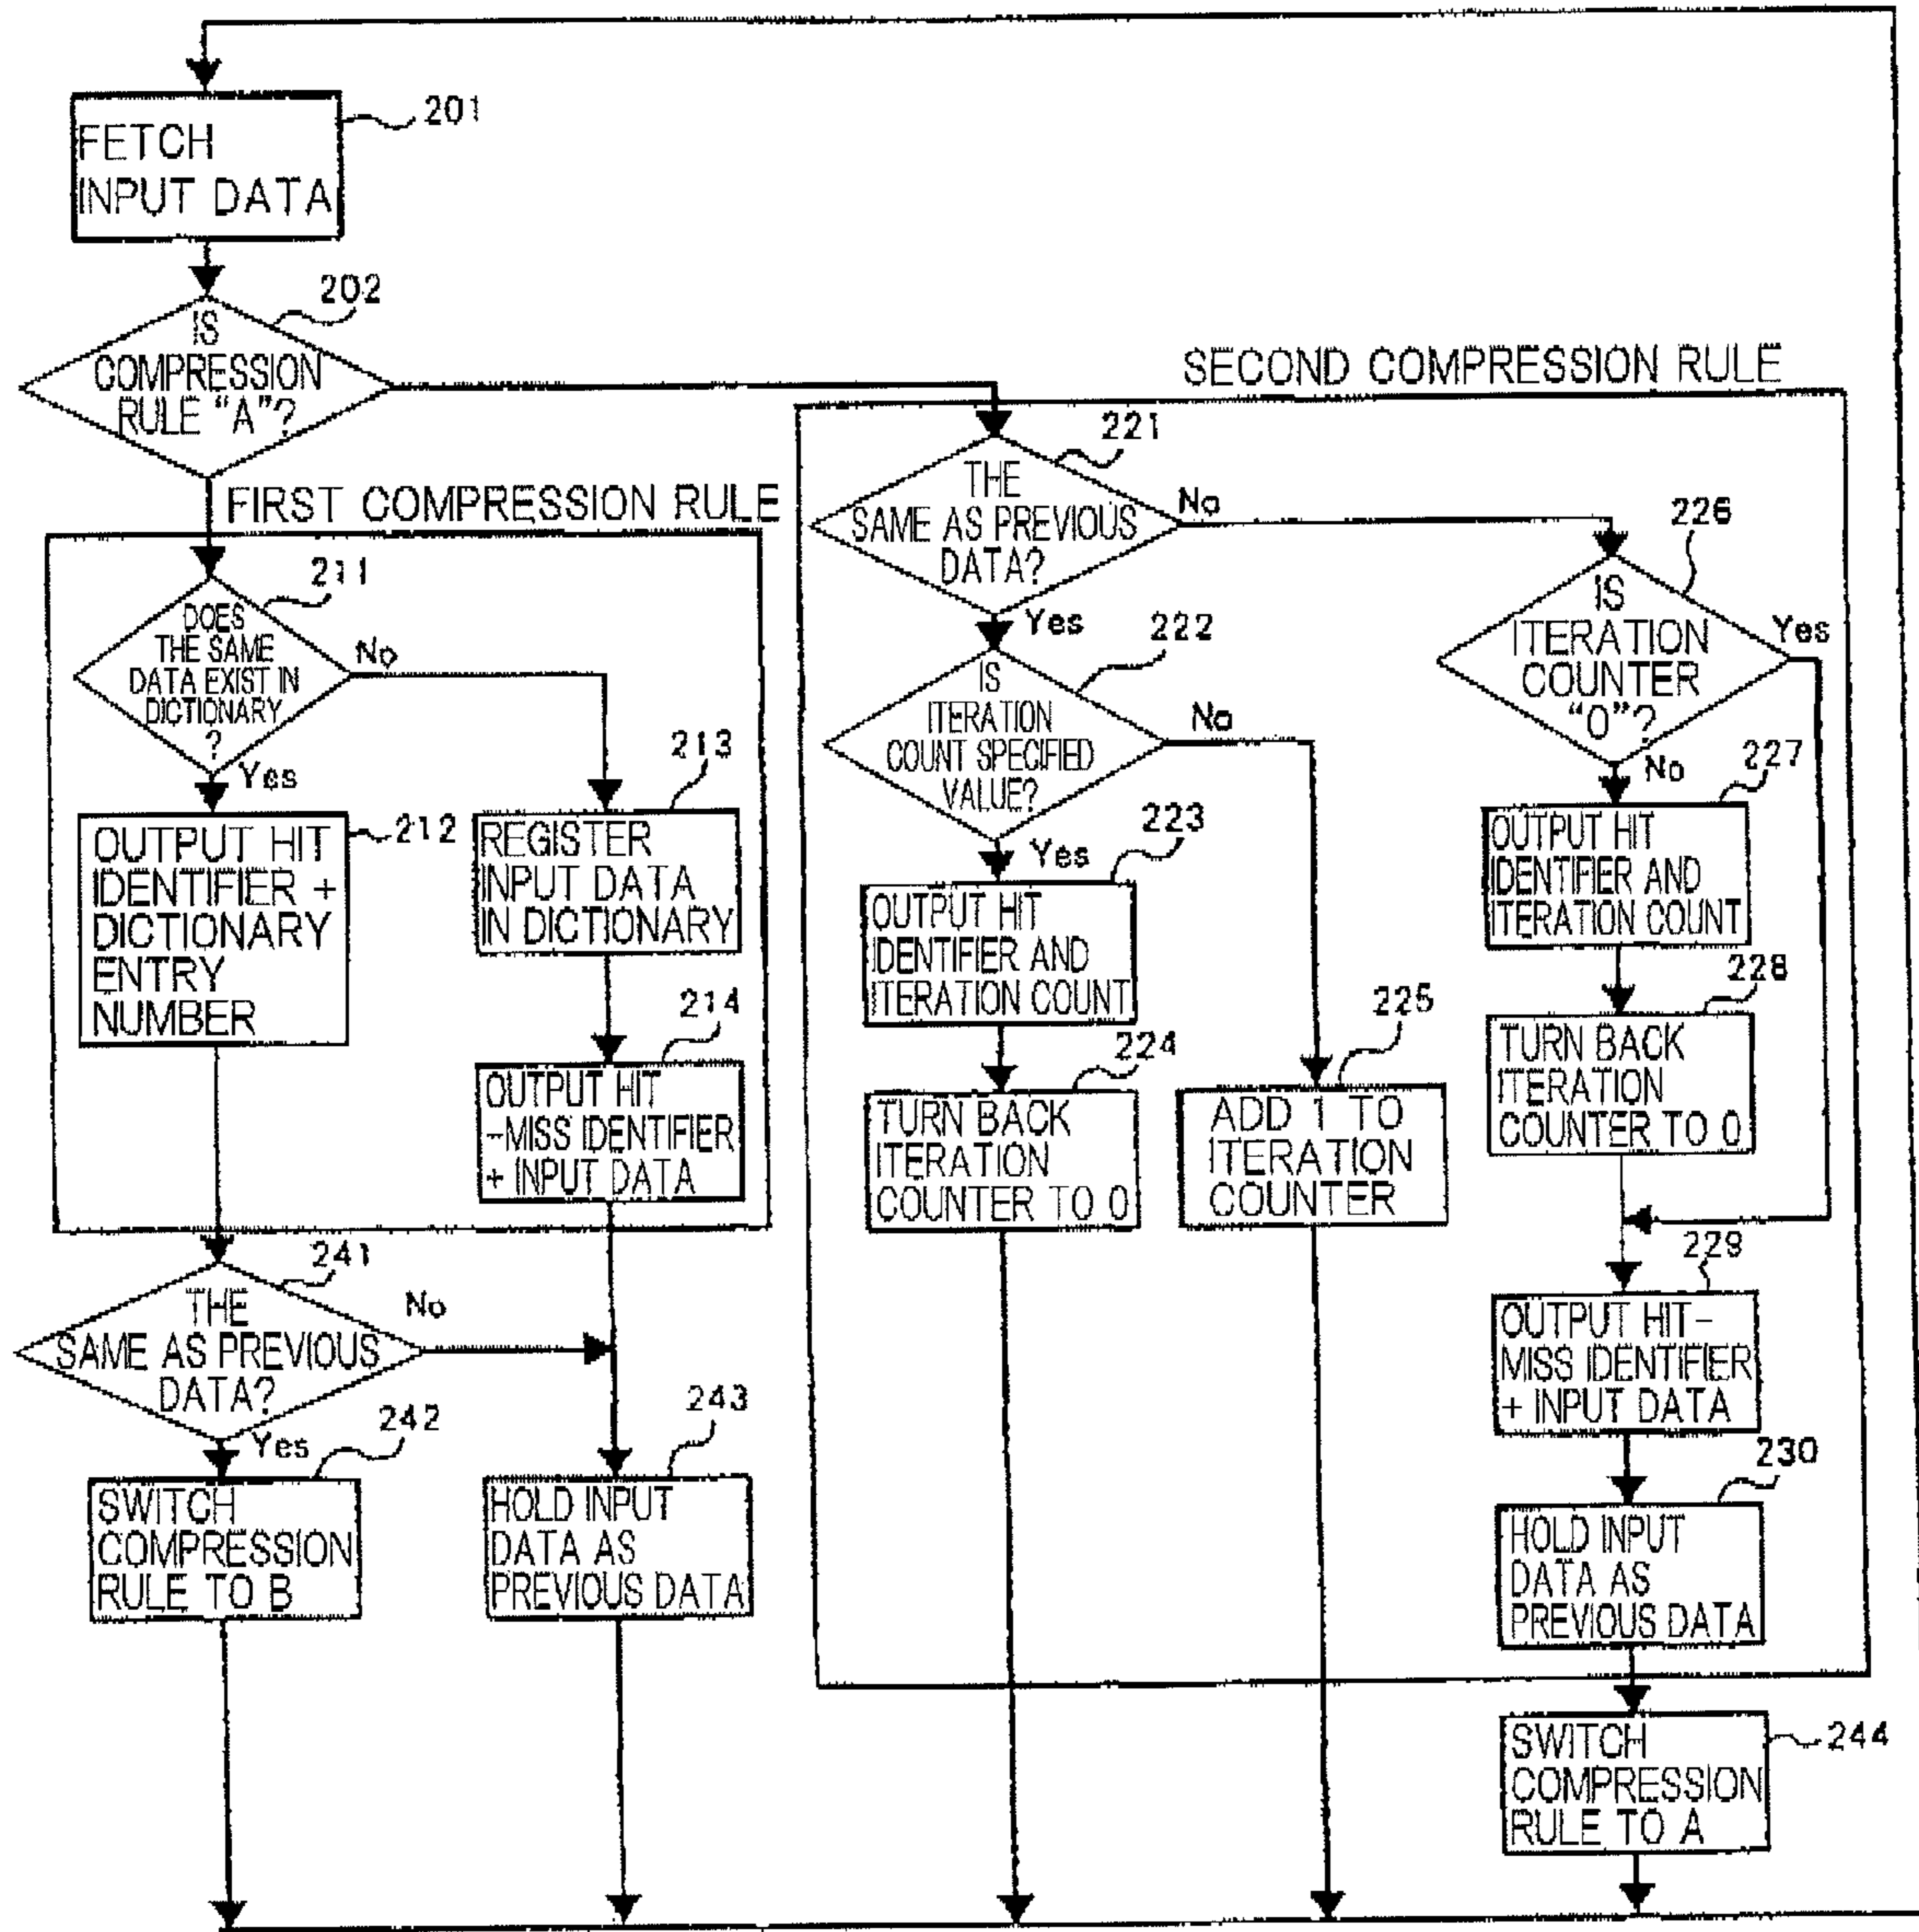 201
FETCH
INPUT DATA
202
IS
COMPRESSION
RULE "A"?
SECOND COMPRESSION RULE
FIRST COMPRESSION RULE
211
DOES
THE SAME
DATA EXIST IN
DICTIONARY
?
No
Yes
212
OUTPUT HIT
IDENTIFIER +
DICTIONARY
ENTRY
NUMBER
213
REGISTER
INPUT DATA
IN DICTIONARY
214
OUTPUT HIT
-MISS IDENTIFIER
+ INPUT DATA
241
THE
SAME AS PREVIOUS
DATA?
No
Yes
242
SWITCH
COMPRESSION
RULE TO B
243
HOLD INPUT
DATA AS
PREVIOUS DATA
221
THE
SAME AS PREVIOUS
DATA?
No
Yes
222
IS
ITERATION
COUNT SPECIFIED
VALUE?
No
Yes
223
OUTPUT HIT
IDENTIFIER AND
ITERATION COUNT
224
TURN BACK
ITERATION
COUNTER TO 0
225
ADD 1 TO
ITERATION
COUNTER
226
IS
ITERATION
COUNTER
"0"?
Yes
No
227
OUTPUT HIT
IDENTIFIER AND
ITERATION COUNT
228
TURN BACK
ITERATION
COUNTER TO 0
229
OUTPUT HIT-
MISS IDENTIFIER
+ INPUT DATA
230
HOLD INPUT
DATA AS
PREVIOUS DATA
244
SWITCH
COMPRESSION
RULE TO A